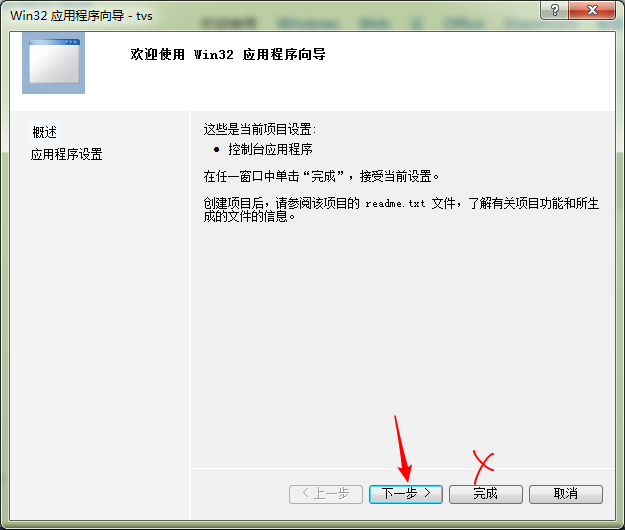 Win32 应用程序向导 - tvs
欢迎使用 Win32 应用程序向导
概述
应用程序设置
这些是当前项目设置:
● 控制台应用程序
在任一窗口中单击“完成”，接受当前设置。
创建项目后，请参阅该项目的 readme.txt 文件，了解有关项目功能和所生
成的文件的信息。
< 上一步
下一步 >
完成
取消